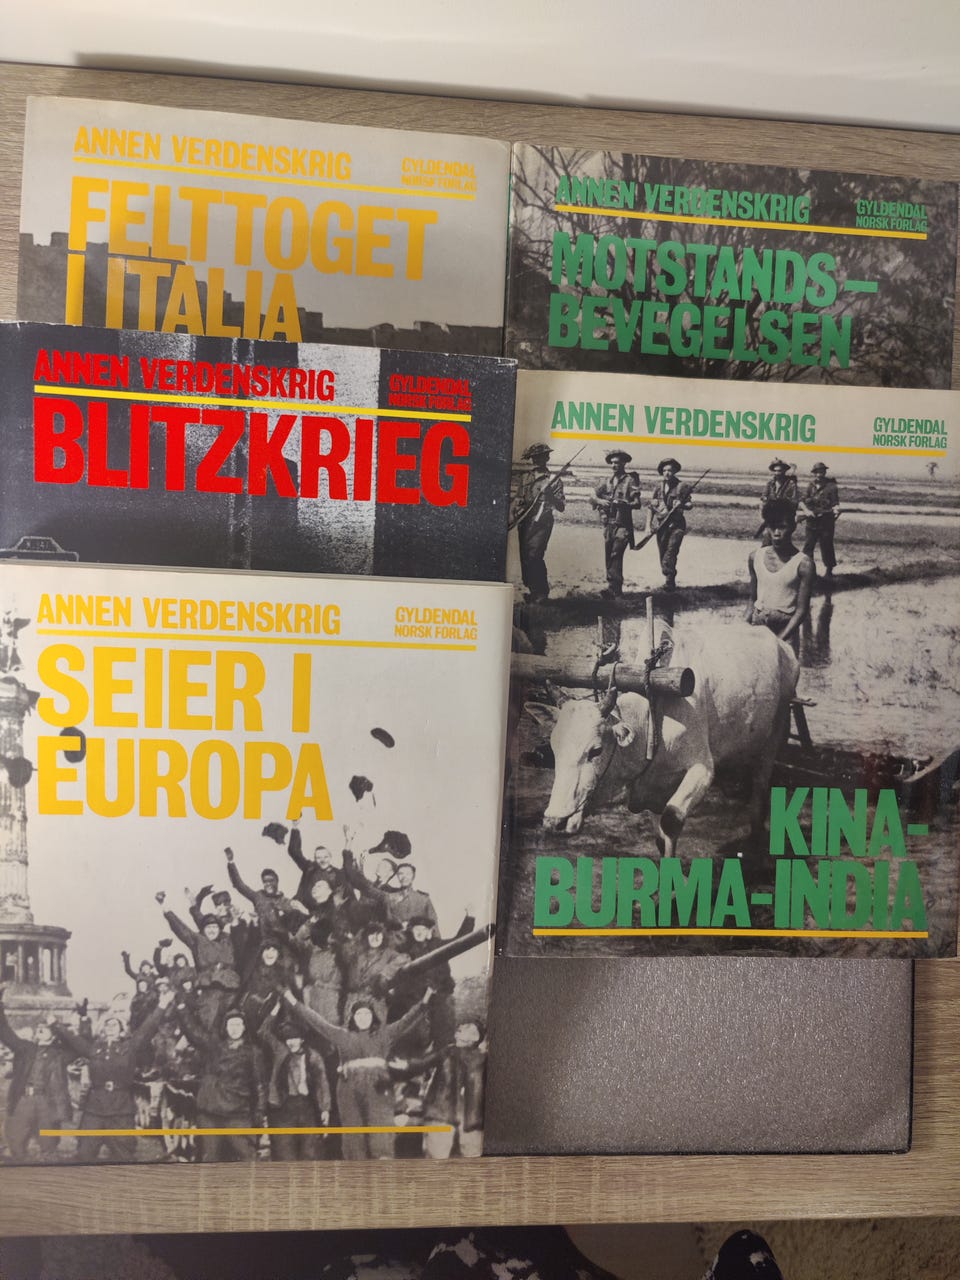 ANNEN VERDENSKRIG
GYLDENDAL
NORSK FORLAG
FELTTOGET
I ITALIA
ANNEN VERDENSKRIG
GYLDENDAL
NORSK FORLAG
MOTSTANDS-
BEVEGELSEN
ANNEN VERDENSKRIG
GYLDENDAL
NORSK FORLAG
BLITZKRIEG
ANNEN VERDENSKRIG
GYLDENDAL
NORSK FORLAG
KINA-
BURMA-INDIA
ANNEN VERDENSKRIG
GYLDENDAL
NORSK FORLAG
SEIER I
EUROPA